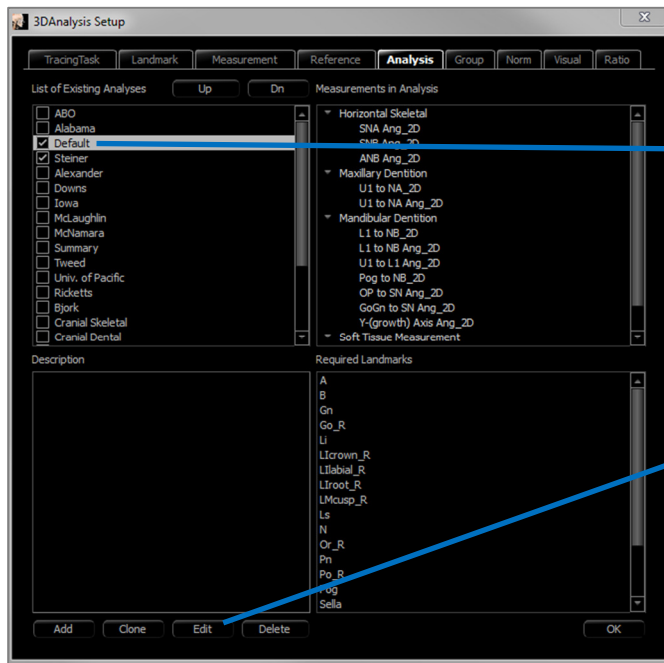 3DAnalysis Setup
TracingTask Landmark Measurement Reference Analysis Group Norm Visual Ratio
List of Existing Analyses Up Dn
ABO
Alabama
Default
Steiner
Alexander
Downs
Iowa
McLaughlin
McNamara
Summary
Tweed
Univ. of Pacific
Ricketts
Bjork
Cranial Skeletal
Cranial Dental
Measurements in Analysis
Horizontal Skeletal
SNA Ang_2D
SNB Ang_2D
ANB Ang_2D
Maxillary Dentition
U1 to NA_2D
U1 to NA Ang_2D
Mandibular Dentition
L1 to NB_2D
L1 to NB Ang_2D
U1 to L1 Ang_2D
Pog to NB_2D
OP to SN Ang_2D
GoGn to SN Ang_2D
Y-(growth) Axis Ang_2D
Soft Tissue Measurement
Description
Required Landmarks
A
B
Gn
Go_R
Li
LIcrown_R
LIlabial_R
LIroot_R
LMcusp_R
Ls
N
Or_R
Pn
Po_R
Pog
Sella
Add Clone Edit Delete OK